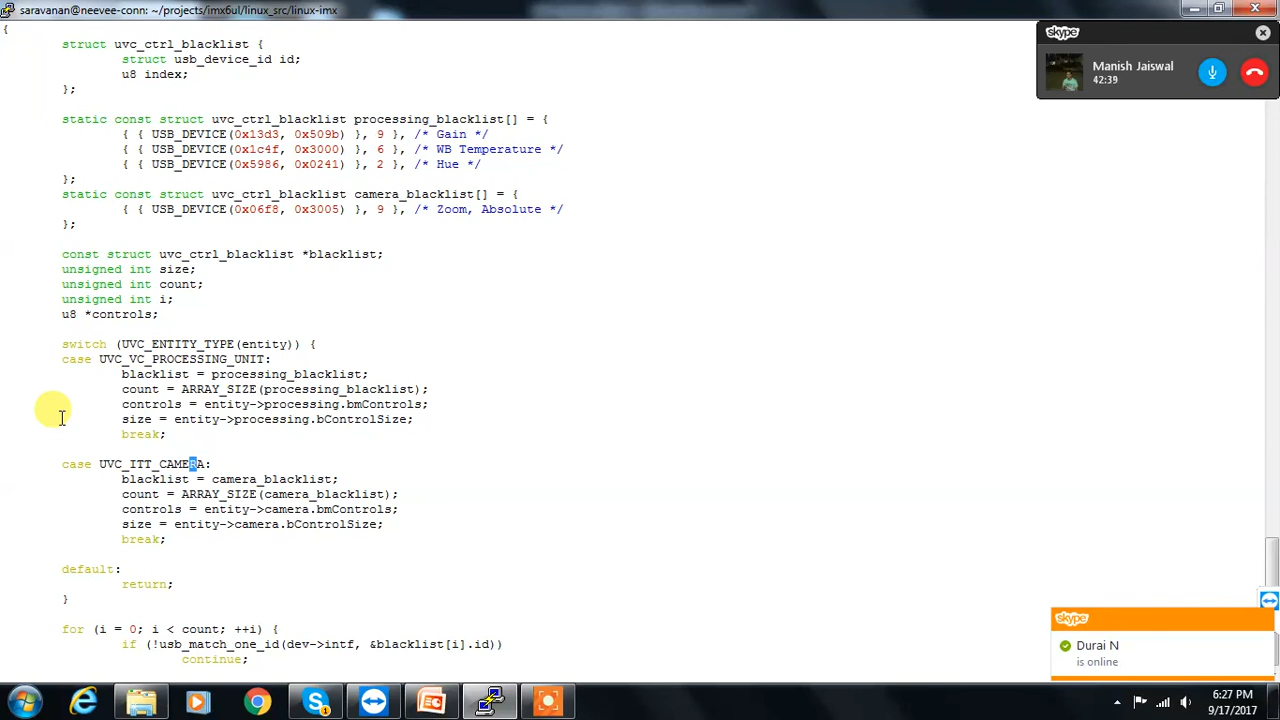 saravanan@neevee-conn: ~/projects/imx6ul/linux_src/linux-imx
{
struct uvc_ctrl_blacklist {
struct usb_device_id id;
u8 index;
};
static const struct uvc_ctrl_blacklist processing_blacklist[] = {
{ { USB_DEVICE(0x13d3, 0x509b) }, 9 }, /* Gain */
{ { USB_DEVICE(0x1c4f, 0x3000) }, 6 }, /* WB Temperature */
{ { USB_DEVICE(0x5986, 0x0241) }, 2 }, /* Hue */
};
static const struct uvc_ctrl_blacklist camera_blacklist[] = {
{ { USB_DEVICE(0x06f8, 0x3005) }, 9 }, /* Zoom, Absolute */
};
const struct uvc_ctrl_blacklist *blacklist;
unsigned int size;
unsigned int count;
unsigned int i;
u8 *controls;
switch (UVC_ENTITY_TYPE(entity)) {
case UVC_VC_PROCESSING_UNIT:
blacklist = processing_blacklist;
count = ARRAY_SIZE(processing_blacklist);
controls = entity->processing.bmControls;
size = entity->processing.bControlSize;
break;
case UVC_ITT_CAMERA:
blacklist = camera_blacklist;
count = ARRAY_SIZE(camera_blacklist);
controls = entity->camera.bmControls;
size = entity->camera.bControlSize;
break;
default:
return;
}
for (i = 0; i < count; ++i) {
if (!usb_match_one_id(dev->intf, &blacklist[i].id))
continue;
skype
Manish Jaiswal
42:39
skype
Durai N
is online
6:27 PM
9/17/2017